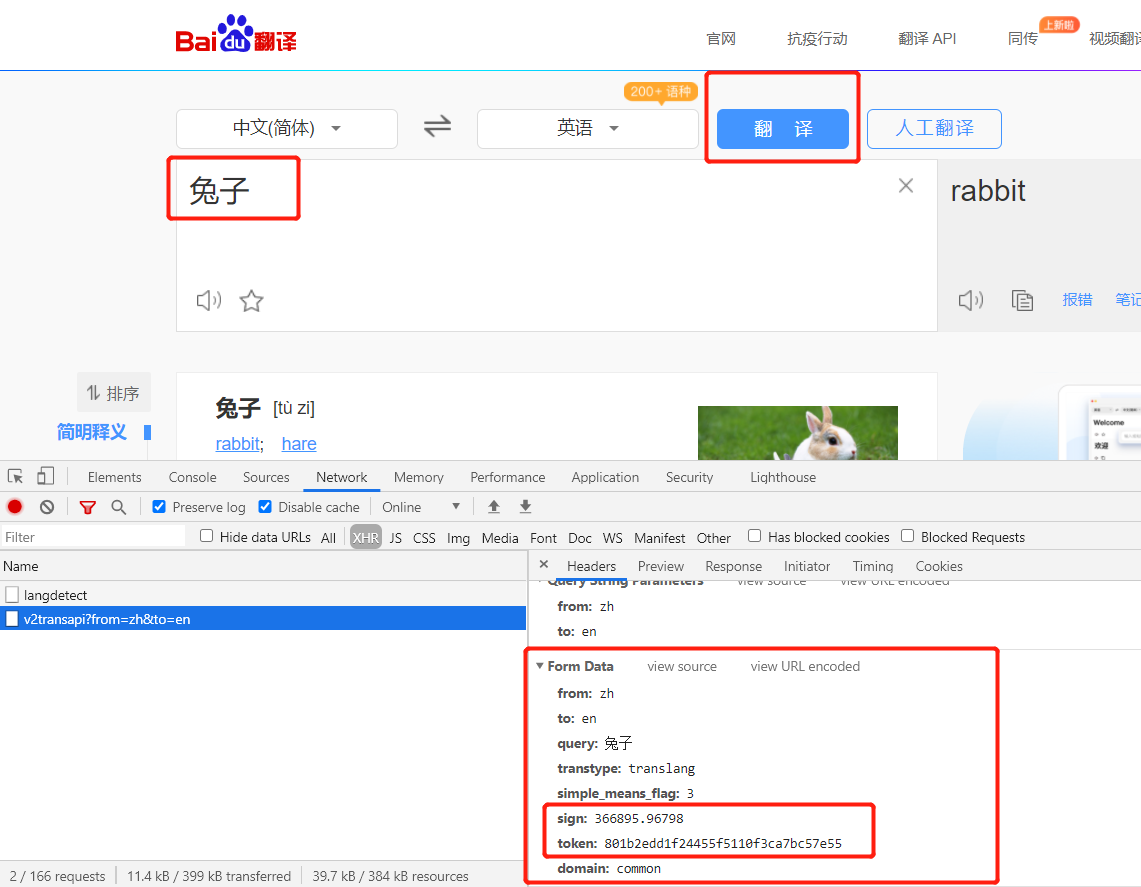 Bai du 翻译
官网 抗疫行动 翻译 API 同传 上新啦 视频翻译
200+ 语种
中文(简体) 英语 翻 译 人工翻译
兔子 rabbit
报错 笔记
排序
简明释义
兔子 [tù zi]
rabbit; hare
Welcome
欢迎
Elements Console Sources Network Memory Performance Application Security Lighthouse
Preserve log Disable cache Online
Filter Hide data URLs All XHR JS CSS Img Media Font Doc WS Manifest Other Has blocked cookies Blocked Requests
Name × Headers Preview Response Initiator Timing Cookies
Query String Parameters view source view URL encoded
langdetect
from: zh
v2transapi?from=zh&to=en
to: en
Form Data view source view URL encoded
from: zh
to: en
query: 兔子
transtype: translang
simple_means_flag: 3
sign: 366895.96798
token: 801b2edd1f24455f5110f3ca7bc57e55
domain: common
2 / 166 requests 11.4 kB / 399 kB transferred 39.7 kB / 384 kB resources